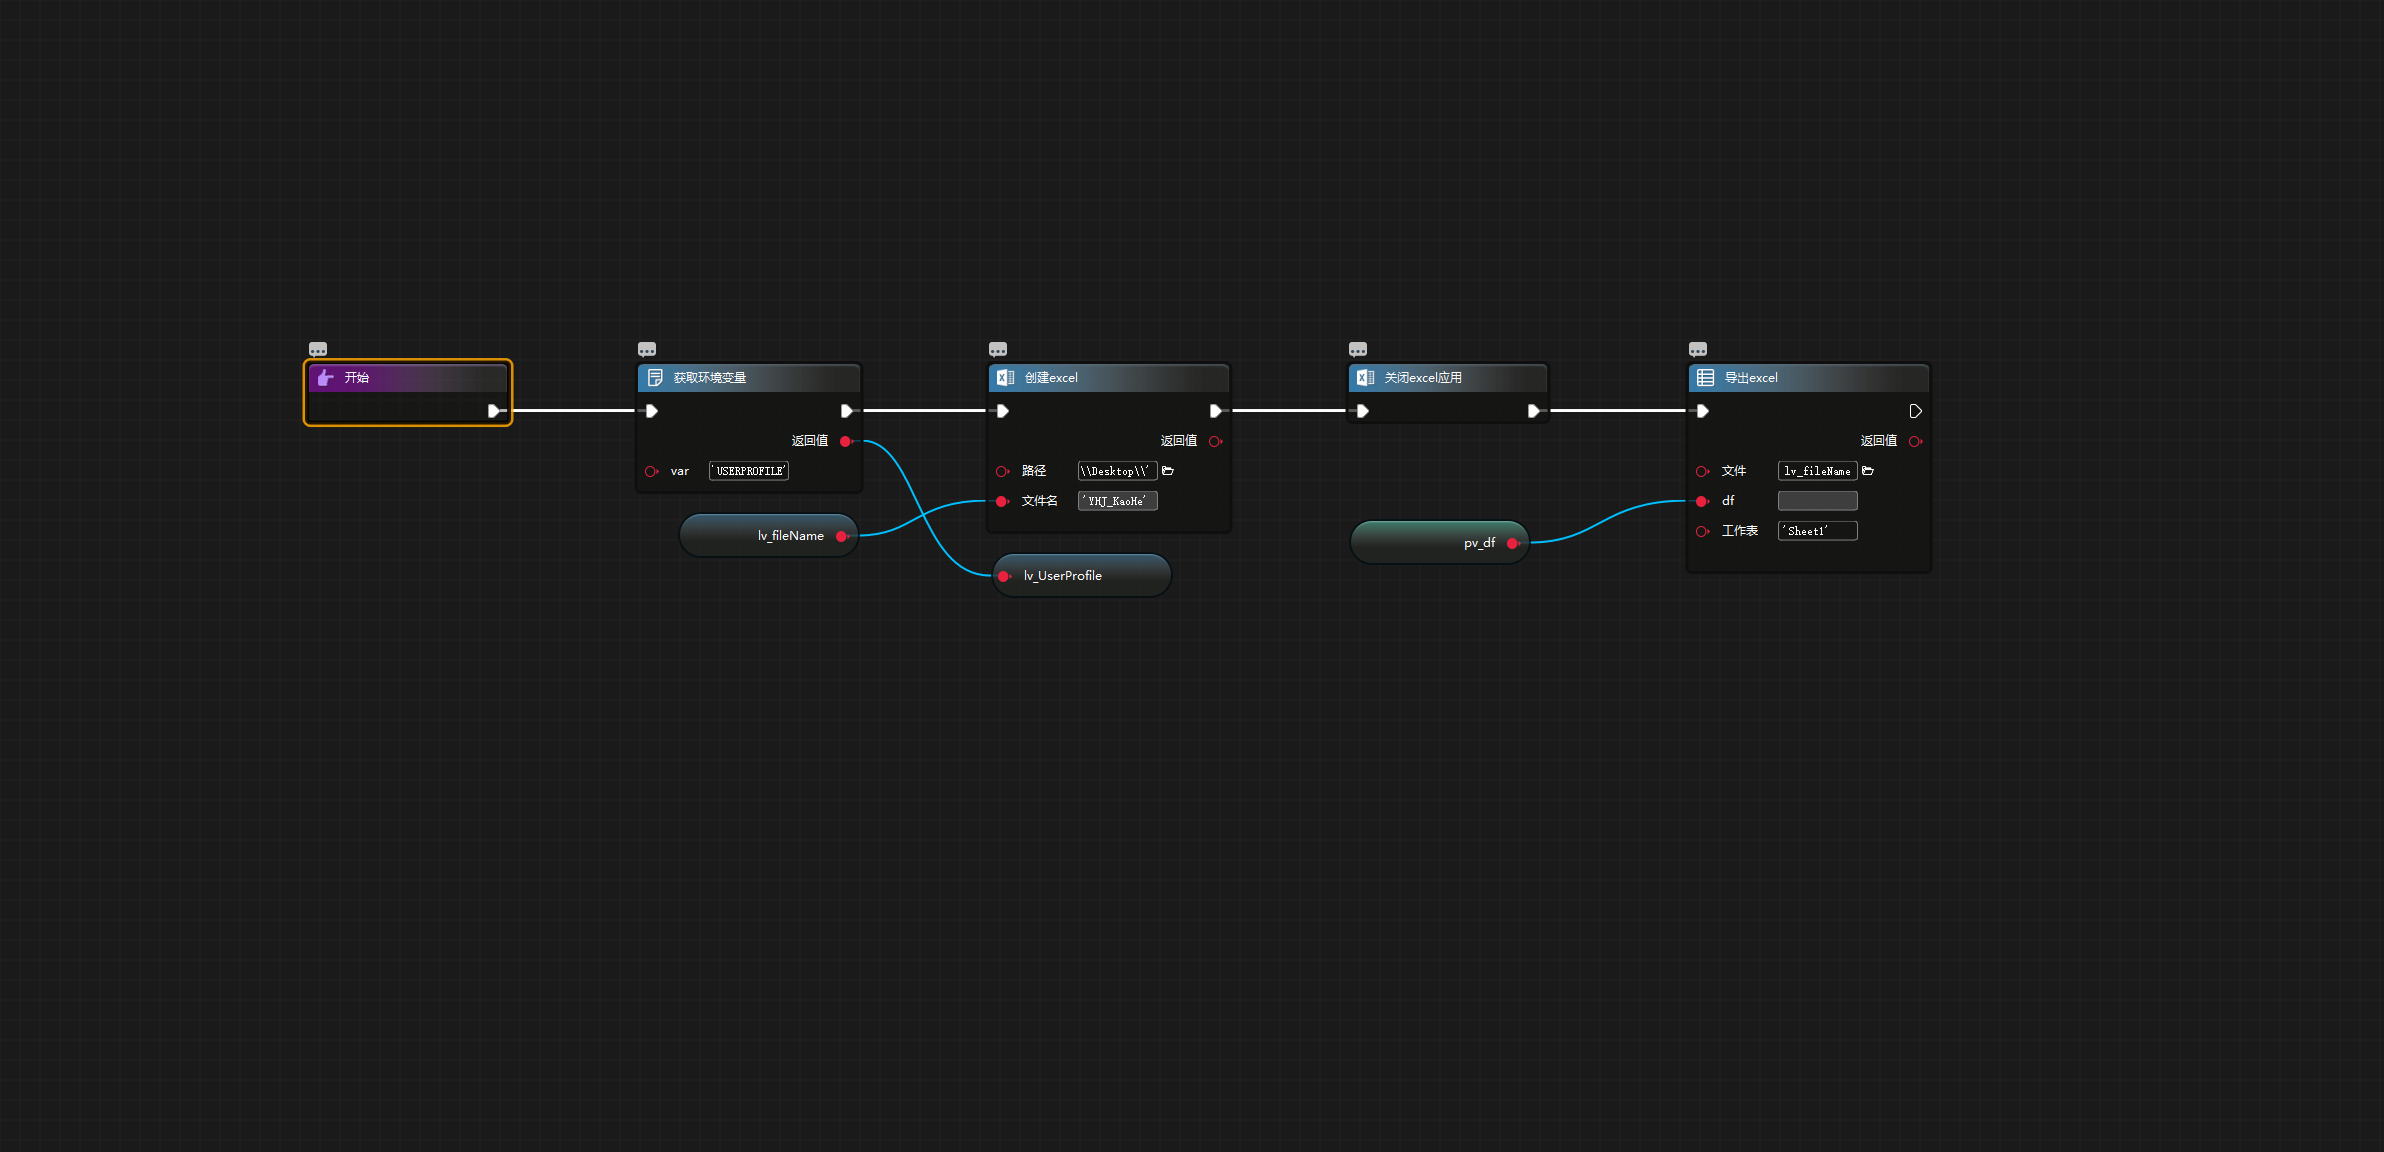 开始
获取环境变量
返回值
var 'USERPROFILE'
lv_fileName
创建excel
返回值
路径 \\Desktop\\'
文件名 'YHJ_KaoHe'
lv_UserProfile
关闭excel应用
pv_df
导出excel
返回值
文件 lv_fileName
df
工作表 'Sheet1'